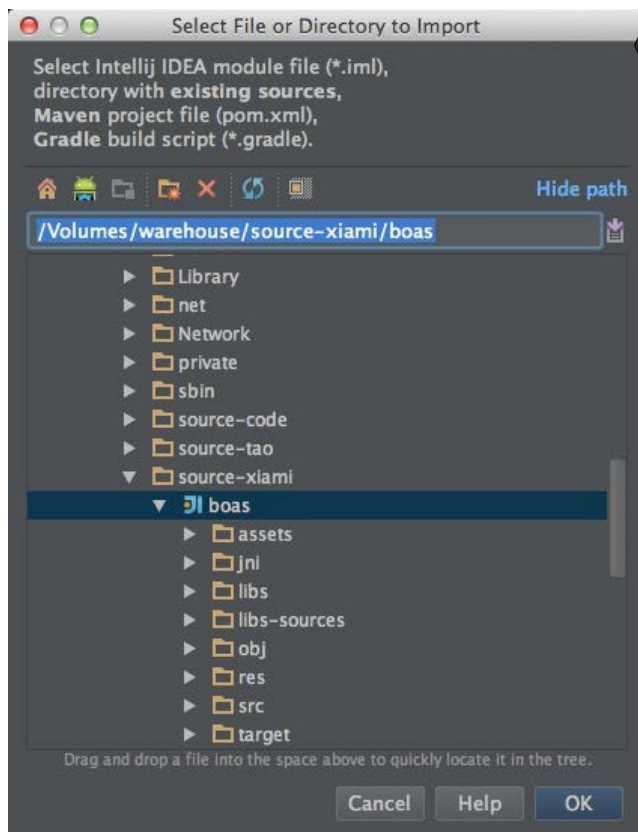 Select File or Directory to Import
Select Intellij IDEA module file (*.iml),
directory with existing sources,
Maven project file (pom.xml),
Gradle build script (*.gradle).
Hide path
/Volumes/warehouse/source-xiami/boas
Library
net
Network
private
sbin
source-code
source-tao
source-xiami
boas
assets
jni
libs
libs-sources
obj
res
src
target
Drag and drop a file into the space above to quickly locate it in the tree.
Cancel
Help
OK